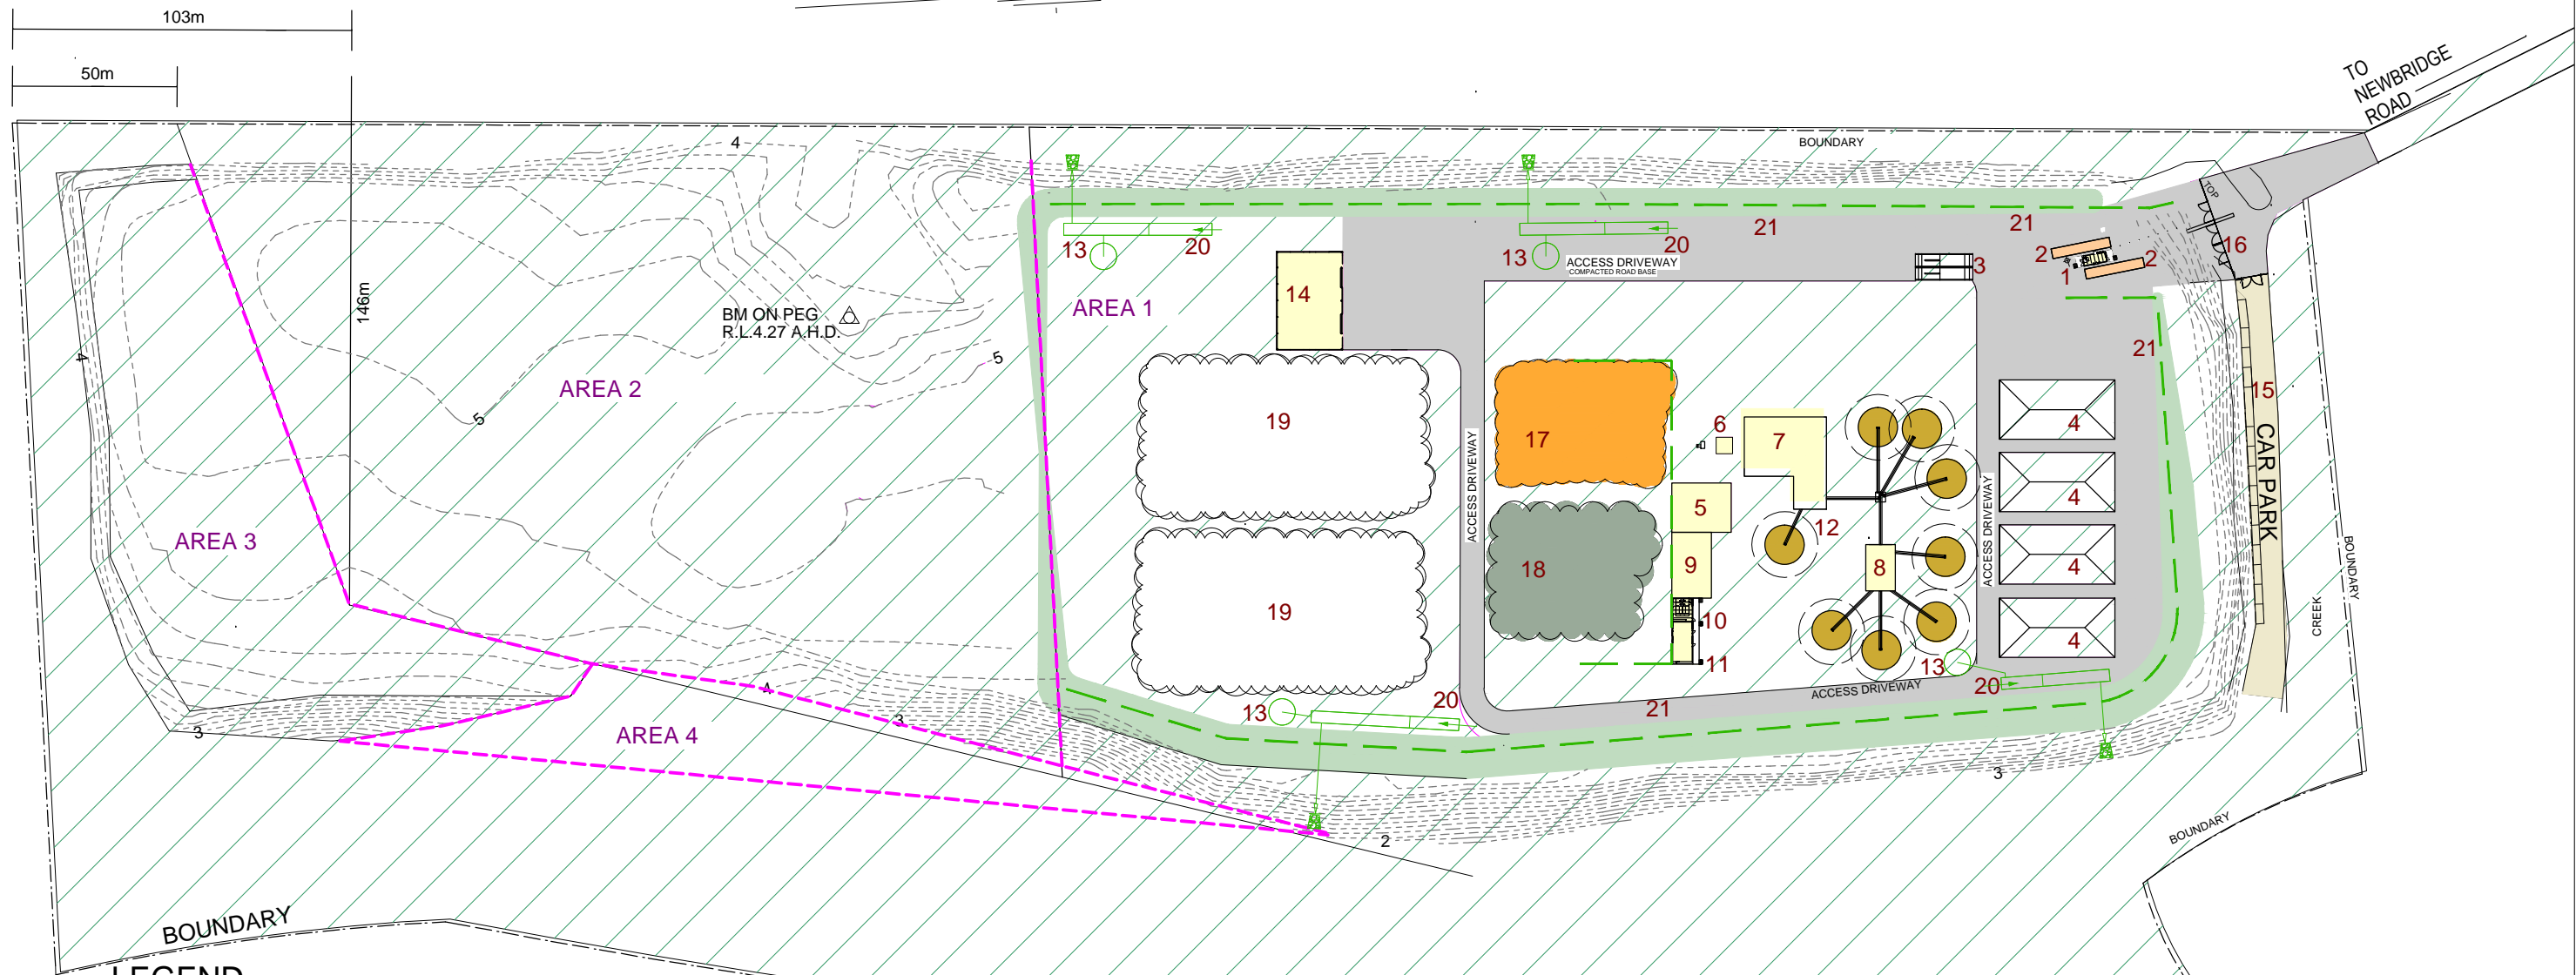 103m
50m
TO
NEWBRIDGE
ROAD
4
BOUNDARY
TOP
13
20
13
20
21
21
16
2
2
1
3
ACCESS DRIVEWAY
COMPACTED ROAD BASE
14
AREA 1
146m
BM ON PEG
R.L.4.27 A.H.D.
4
5
21
AREA 2
5
15
19
17
6
7
4
CAR PARK
ACCESS DRIVEWAY
ACCESS DRIVEWAY
4
5
12
AREA 3
18
9
8
4
BOUNDARY
19
10
CREEK
4
11
13
20
ACCESS DRIVEWAY
4
3
20
13
21
3
AREA 4
3
2
BOUNDARY
BOUNDARY
LEGEND